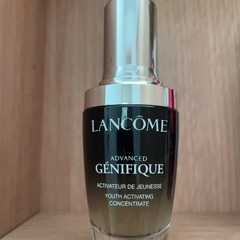 LANCÔME
ADVANCED
GÉNIFIQUE
ACTIVATEUR DE JEUNESSE
YOUTH ACTIVATING
CONCENTRATE